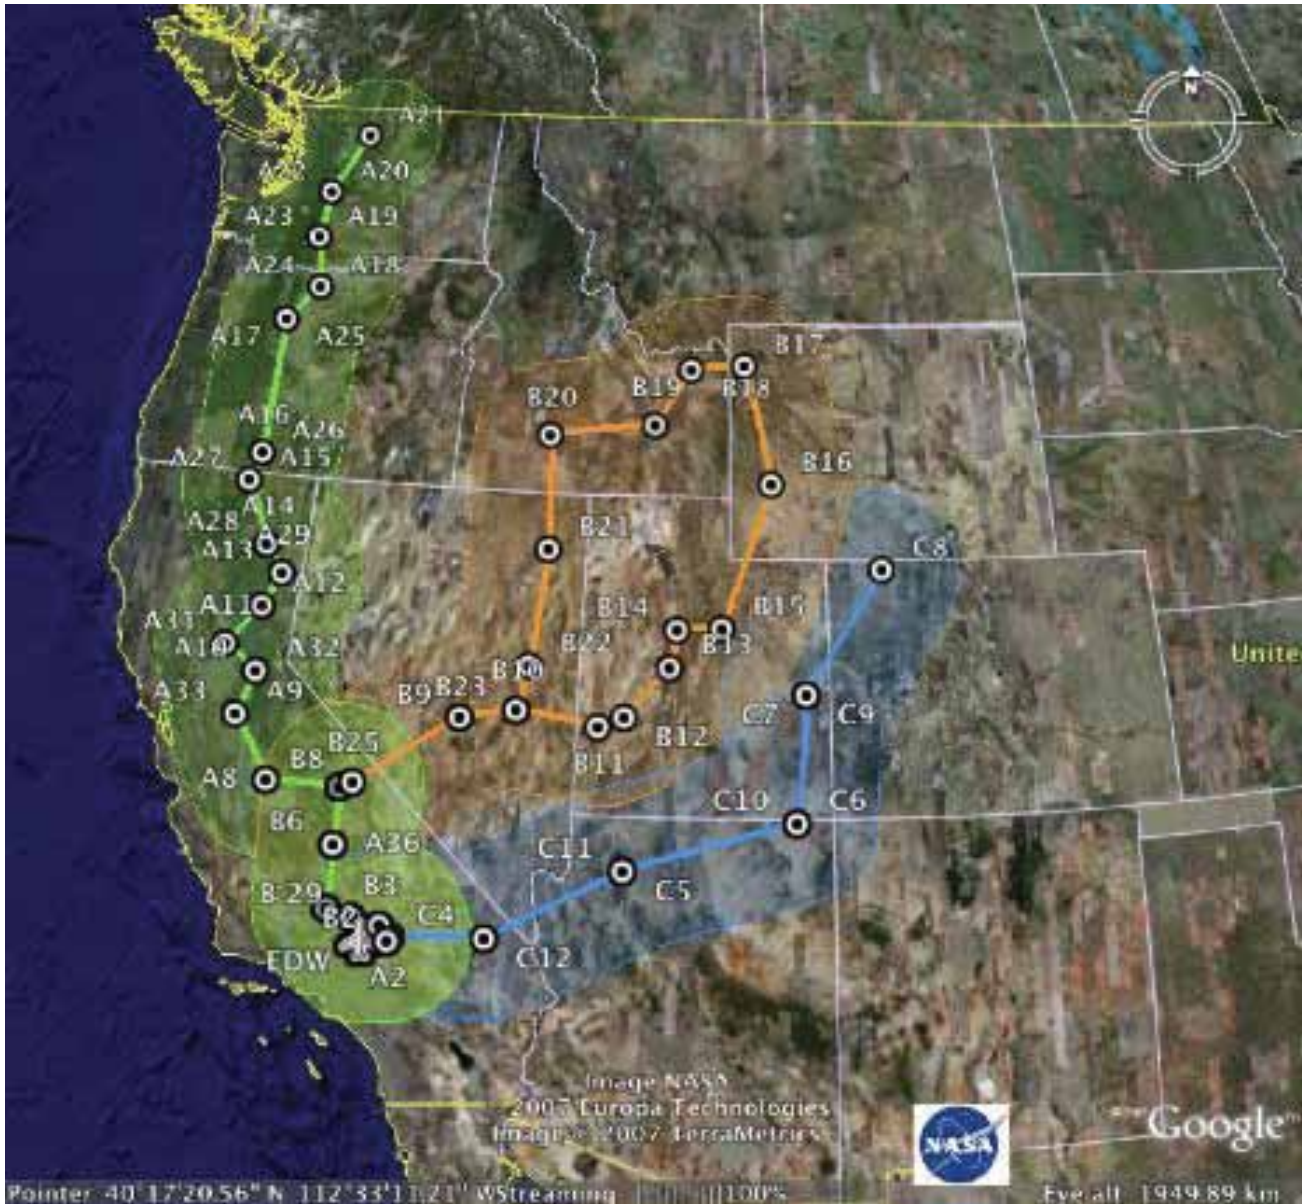 A21
A20
A23 A19
A24 A18
A17 A25
B17
B19 B18
B20
A16
A26
A27 A15
B16
A14
A28
A29
B21
A13
C8
A12
A11 B14 B15
A31
B13
A10 A32 B22
United
B10
A9
A33 B9 B23 C7 C9
B12
B25 B11
A8 B8
B6 C10 C6
A36 C11
C5
B3
B29
B2 C4
EDW A2 C12
Image NASA
2007 Europa Technologies
Image © 2007 TerraMetrics
Google
NASA
N
Pointer 40°17'20.56" N 112°33'11.21" W Streaming 100% Eye alt 1949.89 km